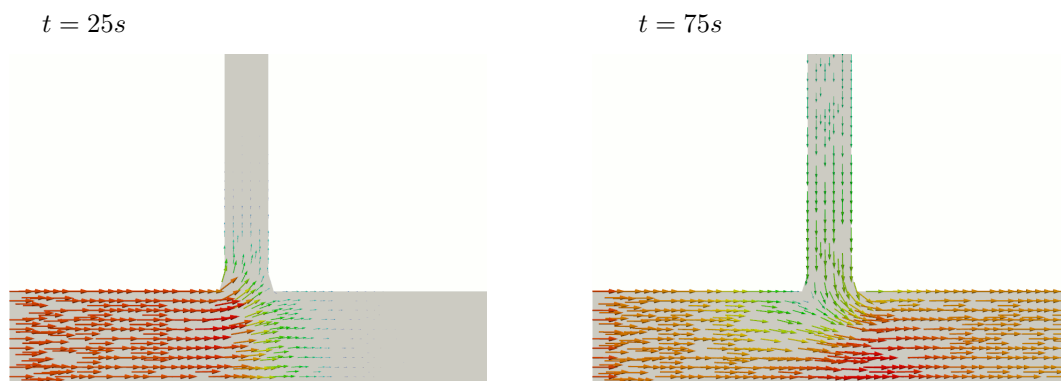 t = 25s
t = 75s